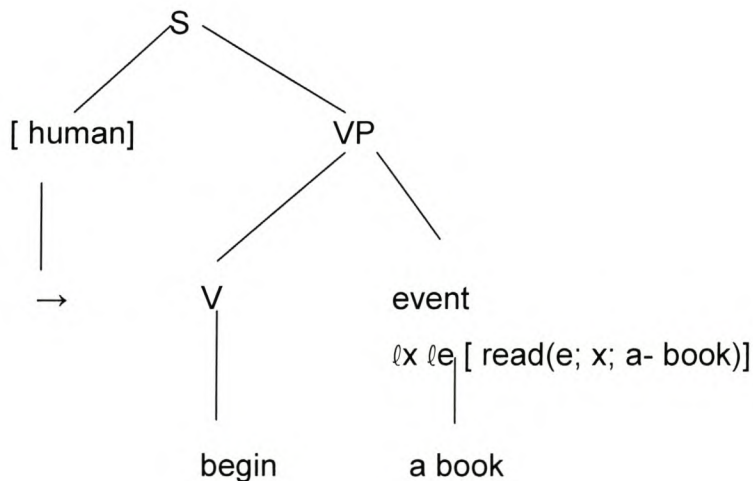 S
[ human] VP
→ V event
ℓx ℓe [ read(e; x; a- book)]
begin a book